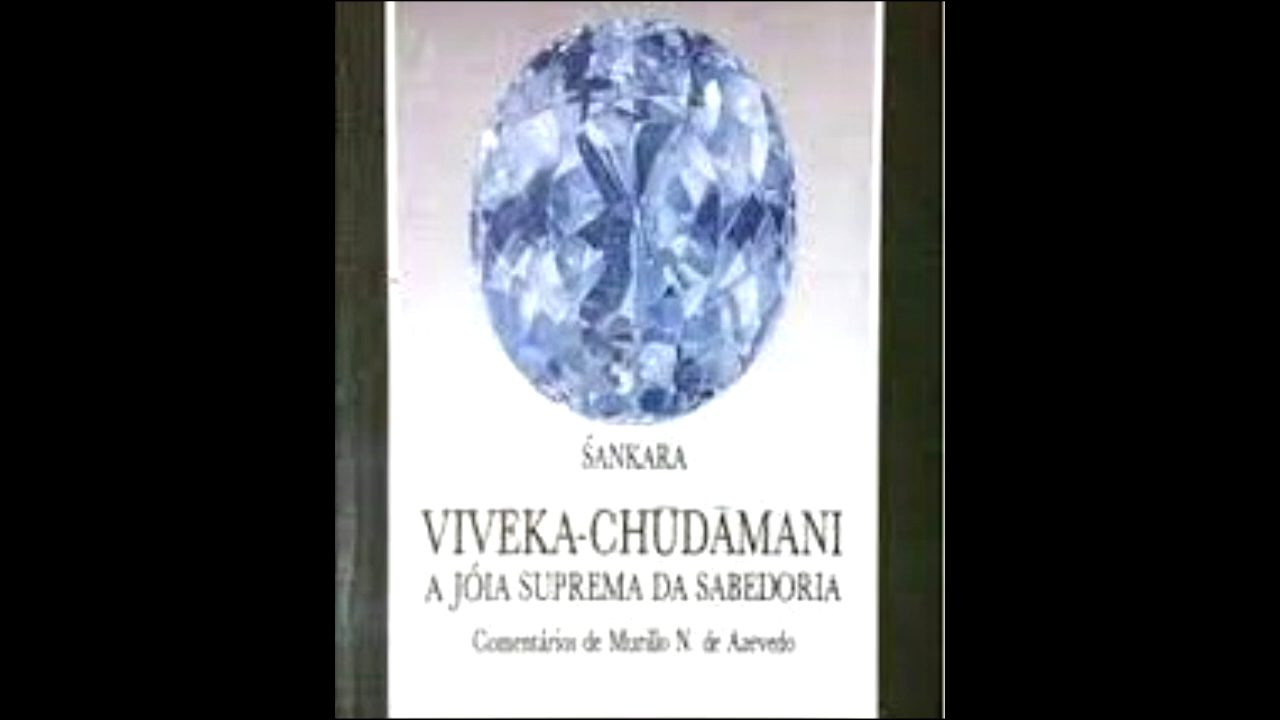 ŚANKARA
VIVEKA-CHŪDĀMANI
A JÓIA SUPREMA DA SABEDORIA
Comentários de Murillo N. de Azevedo